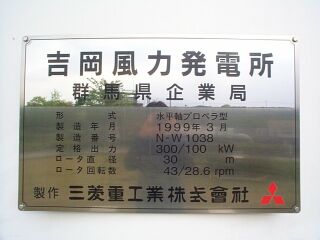 吉岡風力発電所
群馬県企業局
形式 水平軸プロペラ型
製造年月 1999年3月
製造番号 N-W1038
定格出力 300/100 kW
ロータ直径 30 m
ロータ回転数 43/28.6 rpm
製作 三菱重工業株式會社